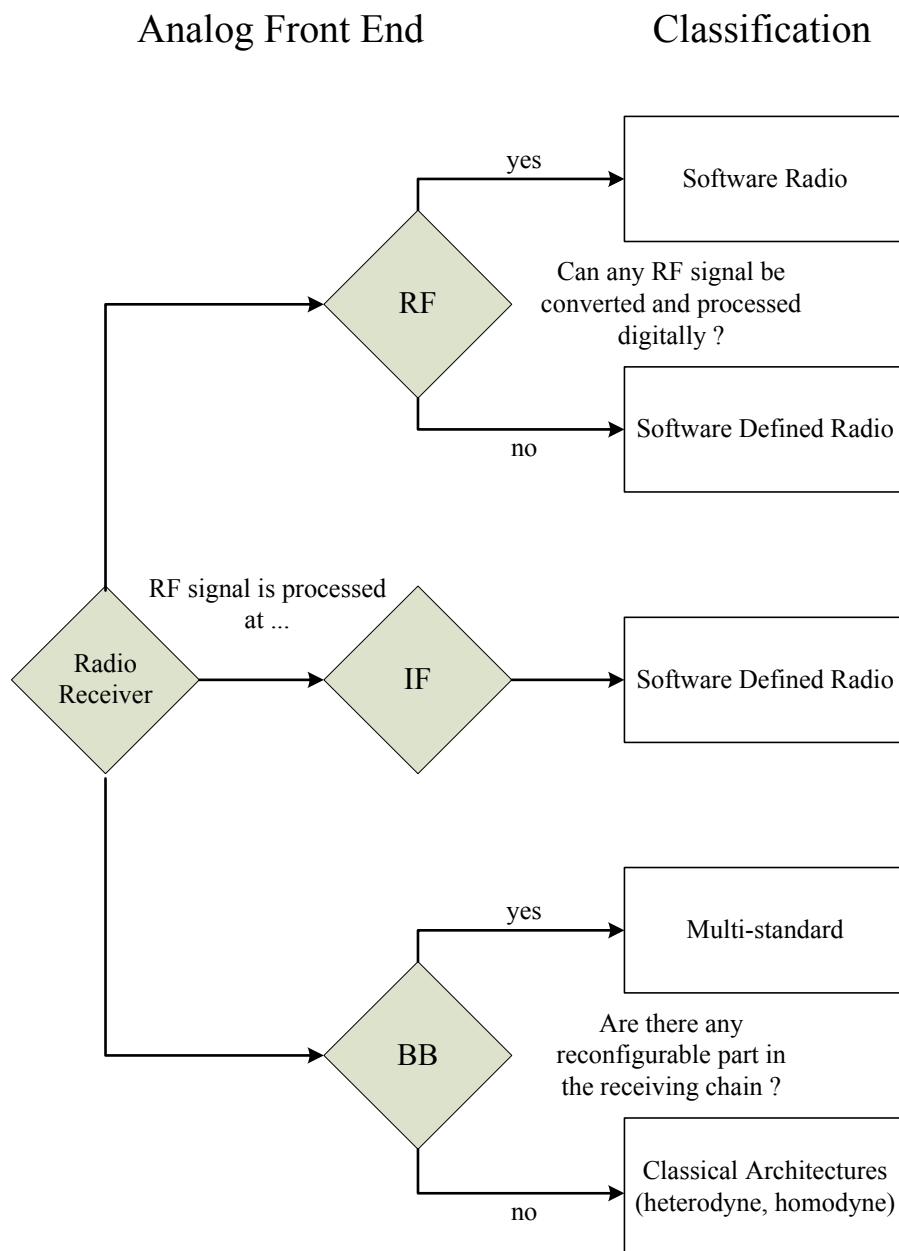 Analog Front End
Classification
yes
Software Radio
RF
Can any RF signal be
converted and processed
digitally ?
Software Defined Radio
no
RF signal is processed
at ...
Radio
Receiver
IF
Software Defined Radio
yes
Multi-standard
BB
Are there any
reconfigurable part in
the receiving chain ?
Classical Architectures
(heterodyne, homodyne)
no